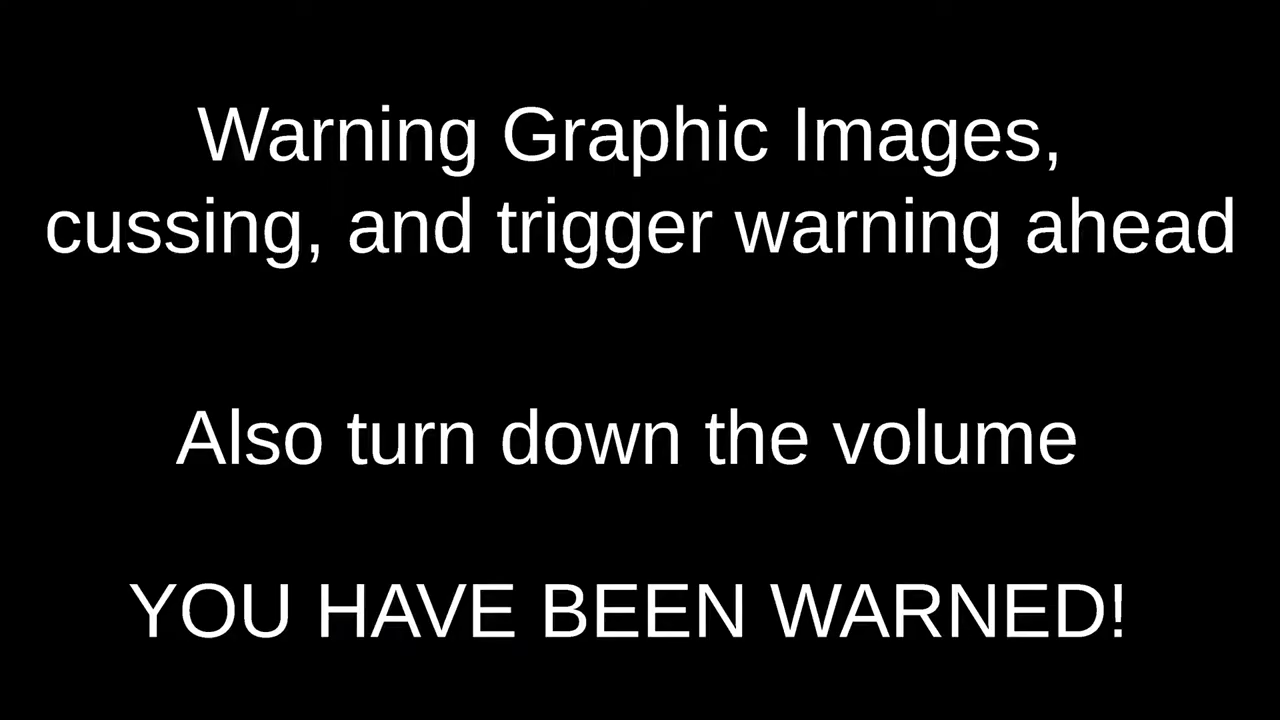 Warning Graphic Images,
cussing, and trigger warning ahead
Also turn down the volume
YOU HAVE BEEN WARNED!